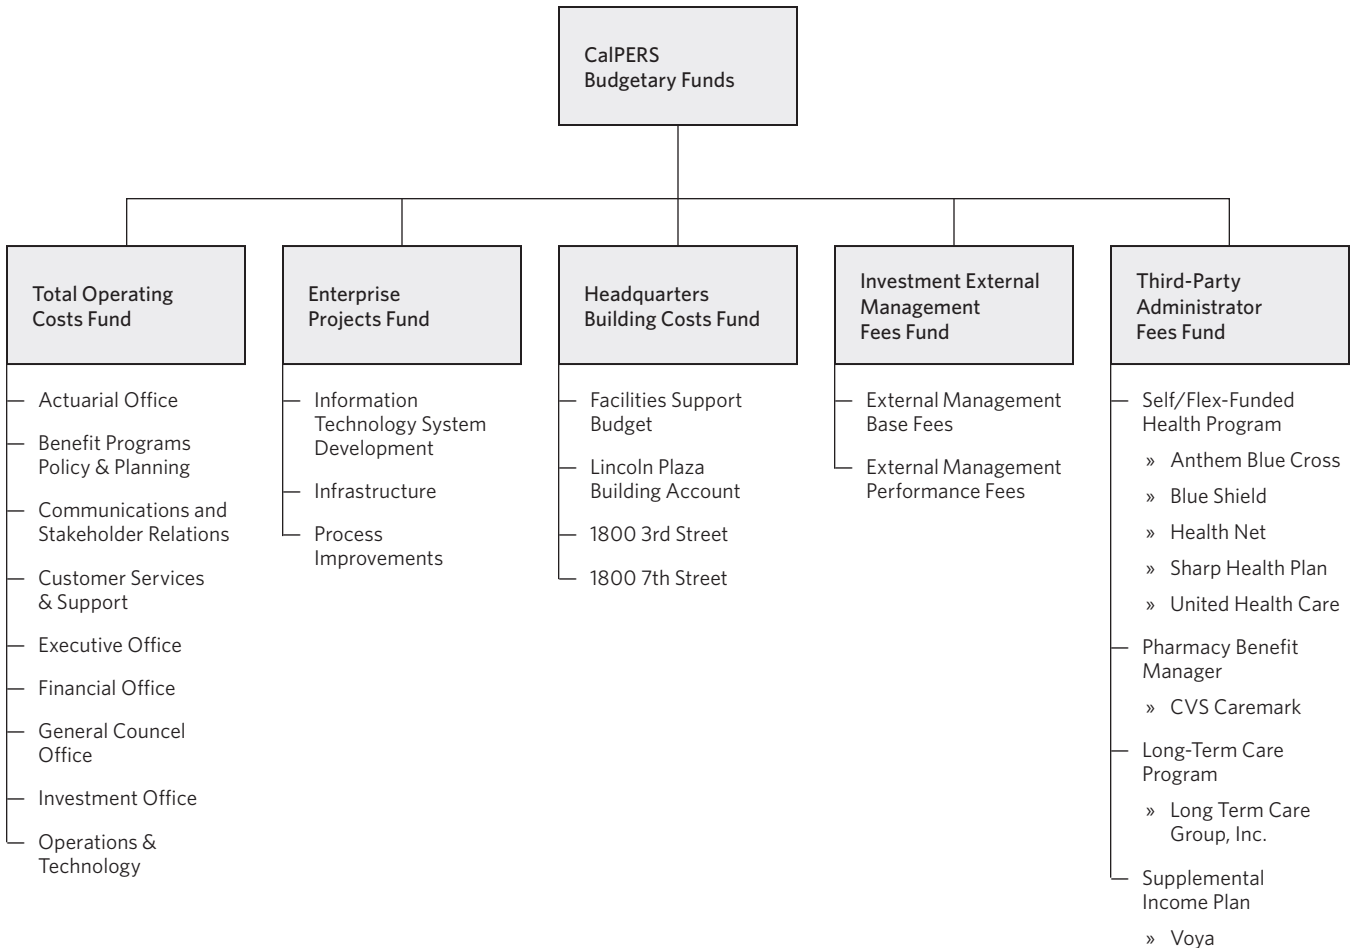 CalPERS
Budgetary Funds
Total Operating
Costs Fund
Actuarial Office
Benefit Programs
Policy & Planning
Communications and
Stakeholder Relations
Customer Services
& Support
Executive Office
Financial Office
General Councel
Office
Investment Office
Operations &
Technology
Enterprise
Projects Fund
Information
Technology System
Development
Infrastructure
Process
Improvements
Headquarters
Building Costs Fund
Facilities Support
Budget
Lincoln Plaza
Building Account
1800 3rd Street
1800 7th Street
Investment External
Management
Fees Fund
External Management
Base Fees
External Management
Performance Fees
Third-Party
Administrator
Fees Fund
Self/Flex-Funded
Health Program
» Anthem Blue Cross
» Blue Shield
» Health Net
» Sharp Health Plan
» United Health Care
Pharmacy Benefit
Manager
» CVS Caremark
Long-Term Care
Program
» Long Term Care
Group, Inc.
Supplemental
Income Plan
» Voya